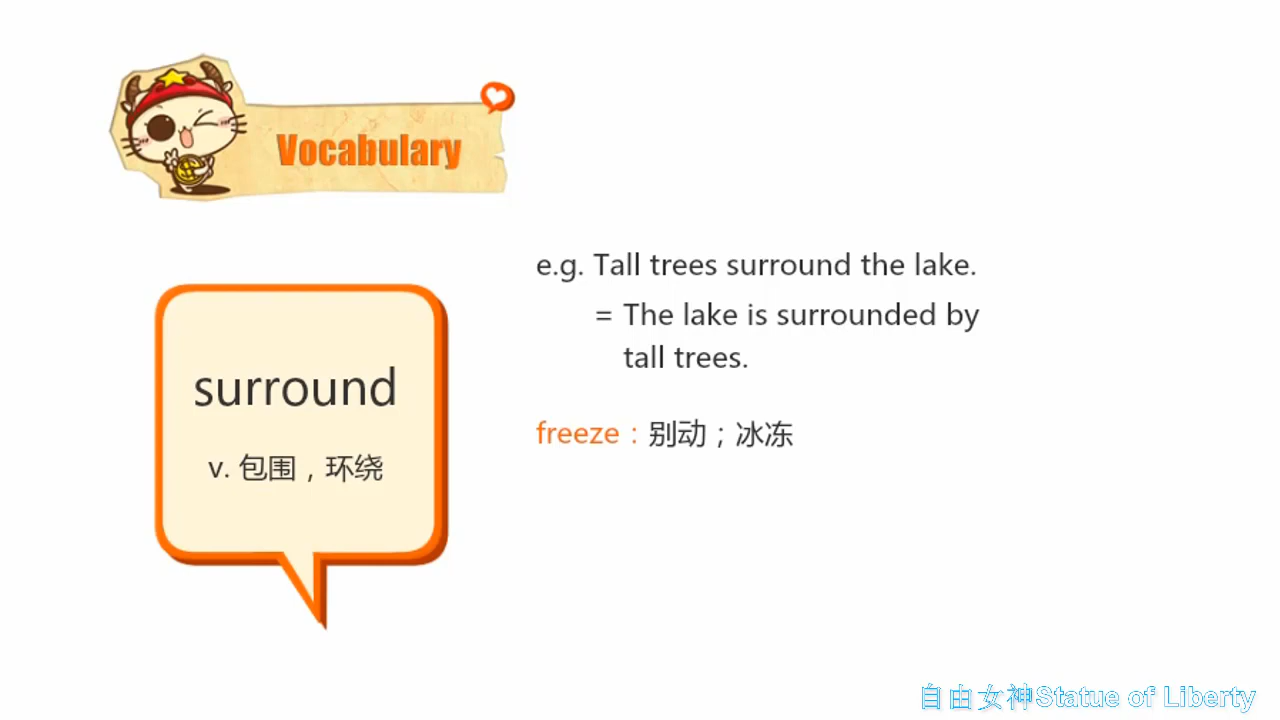 Vocabulary
e.g. Tall trees surround the lake.
= The lake is surrounded by
tall trees.
surround
v. 包围，环绕
freeze：别动；冰冻
自由女神Statue of Liberty